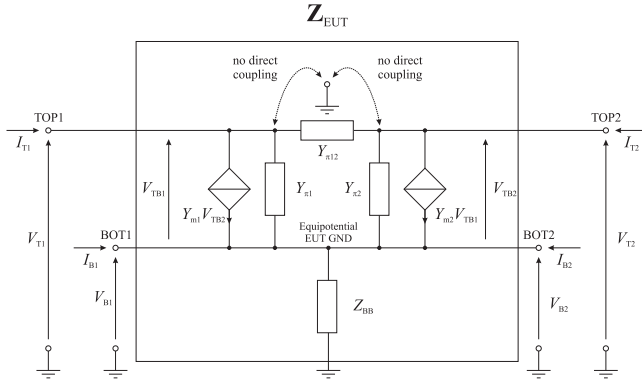 Z_EUT
no direct
coupling
no direct
coupling
TOP1
TOP2
I_T1
I_T2
Y_π12
V_TB1
Y_π1
Y_π2
V_TB2
Y_m1 V_TB2
Y_m2 V_TB1
V_T1
V_T2
BOT1
BOT2
Equipotential
EUT GND
I_B1
I_B2
V_B1
V_B2
Z_BB